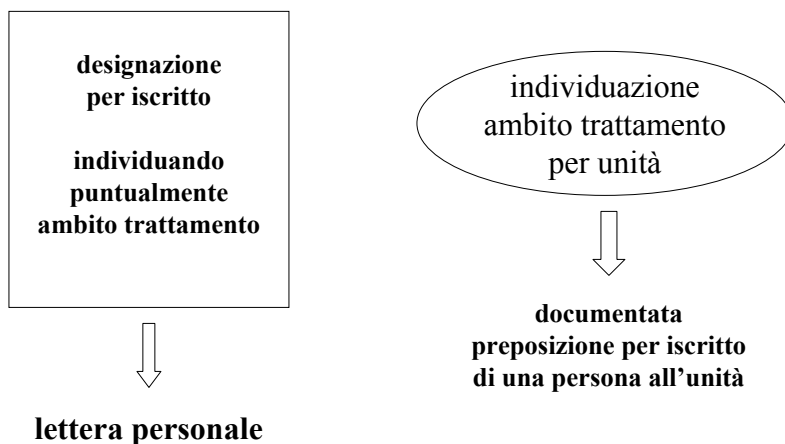 designazione
per iscritto
individuando
puntualmente
ambito trattamento
lettera personale
individuazione
ambito trattamento
per unità
documentata
preposizione per iscritto
di una persona all’unità